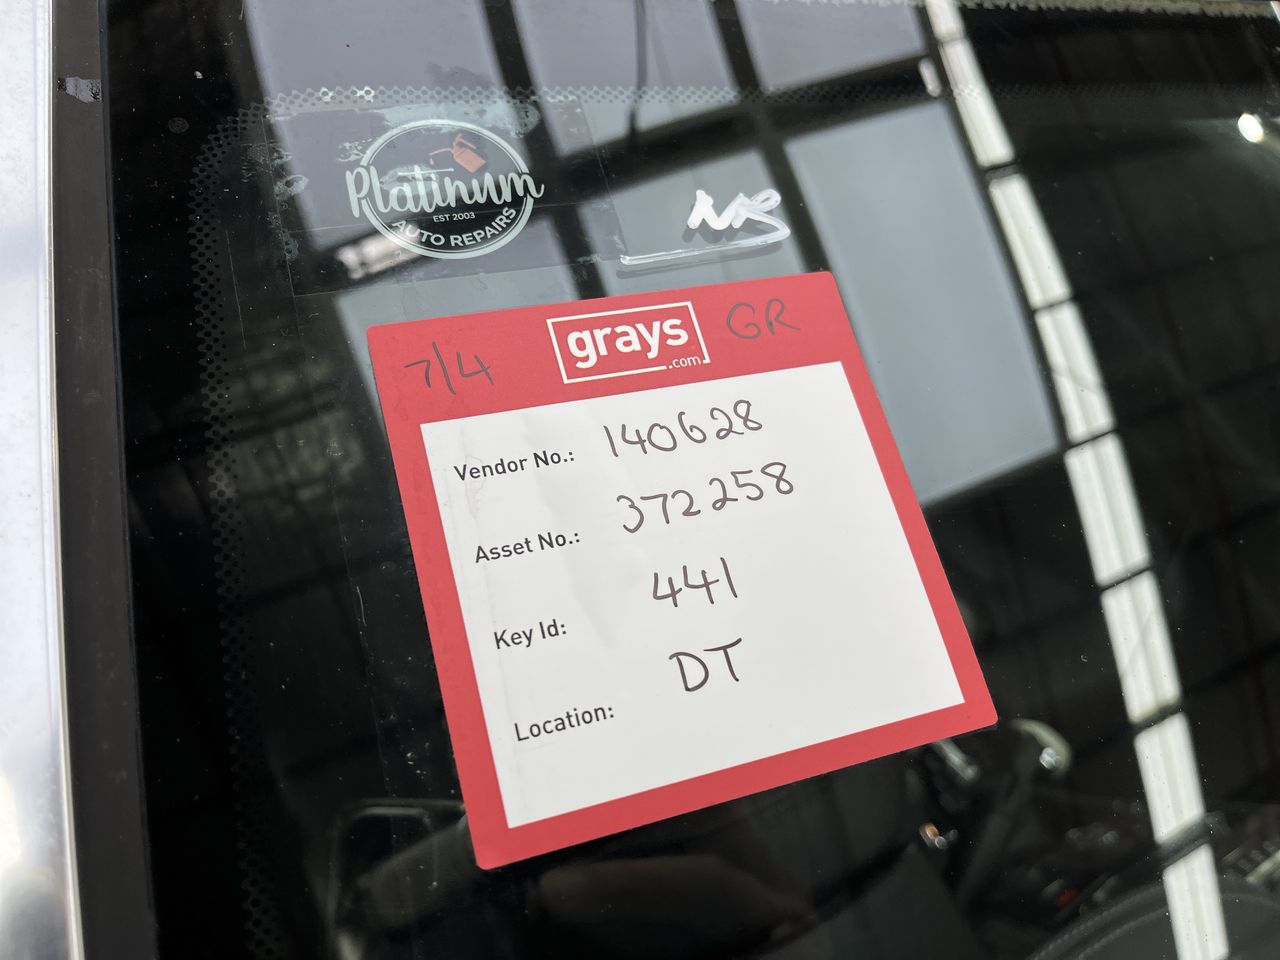 Platinum
EST 2003
AUTO REPAIRS
NS
7/4
grays
.com
GR
Vendor No.: 140628
Asset No.: 372258
Key Id: 441
Location: DT